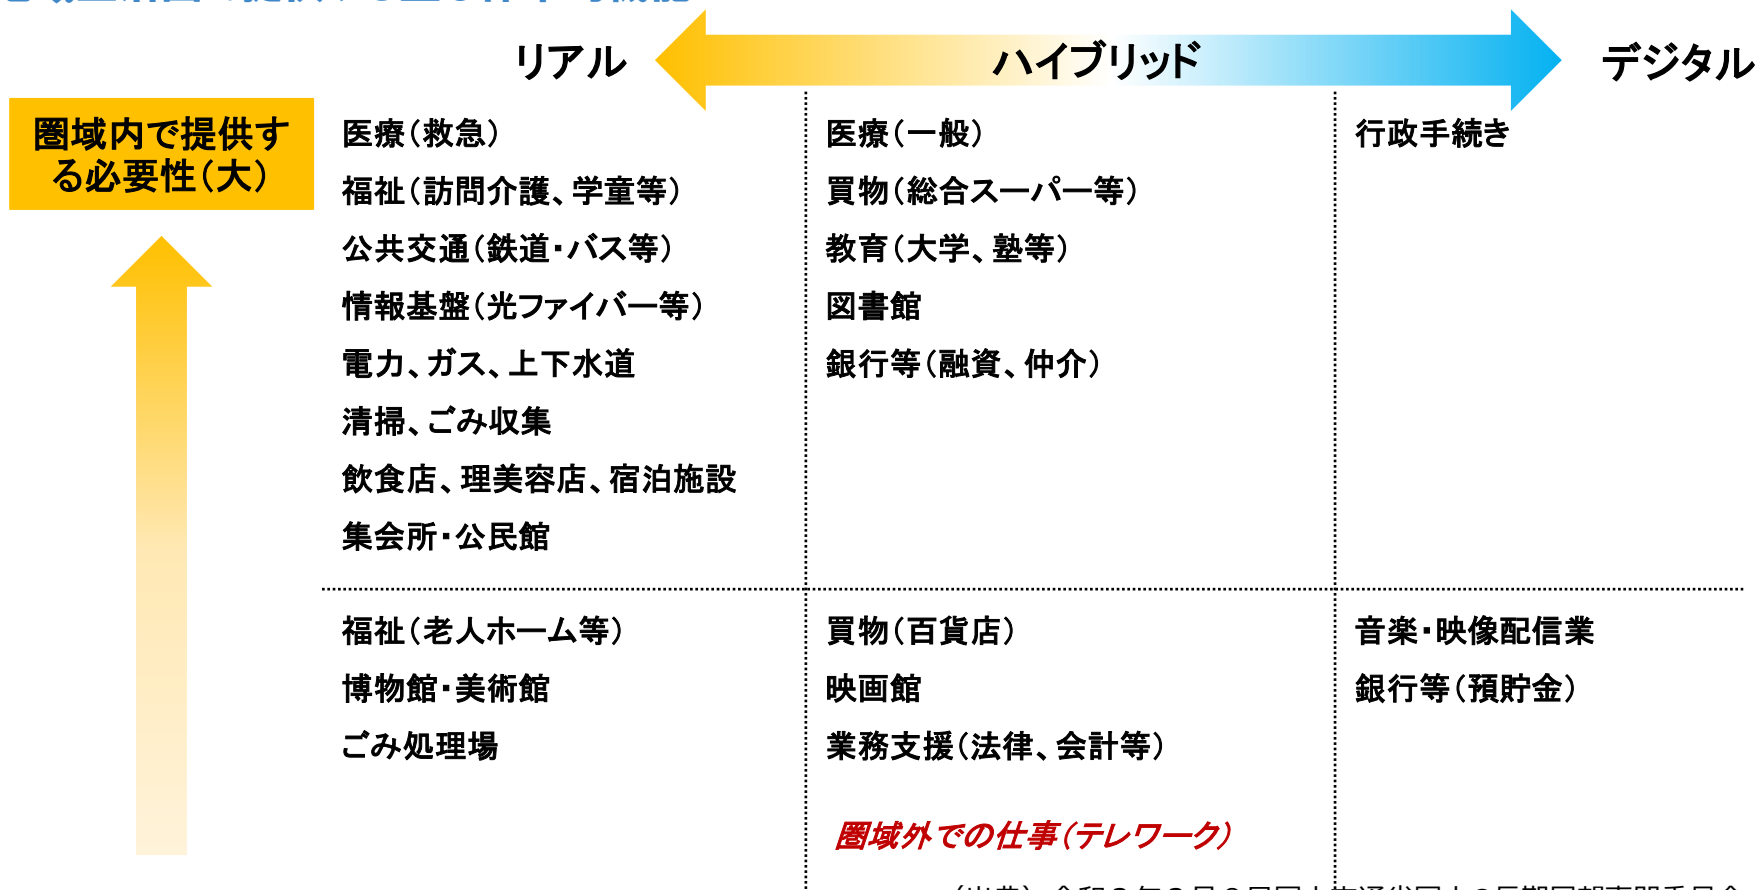 リアル
ハイブリッド
デジタル
圏域内で提供す
る必要性（大）
医療（救急）
福祉（訪問介護、学童等）
公共交通（鉄道・バス等）
情報基盤（光ファイバー等）
電力、ガス、上下水道
清掃、ごみ収集
飲食店、理美容店、宿泊施設
集会所・公民館
医療（一般）
買物（総合スーパー等）
教育（大学、塾等）
図書館
銀行等（融資、仲介）
行政手続き
福祉（老人ホーム等）
博物館・美術館
ごみ処理場
買物（百貨店）
映画館
業務支援（法律、会計等）
圏域外での仕事（テレワーク）
音楽・映像配信業
銀行等（預貯金）